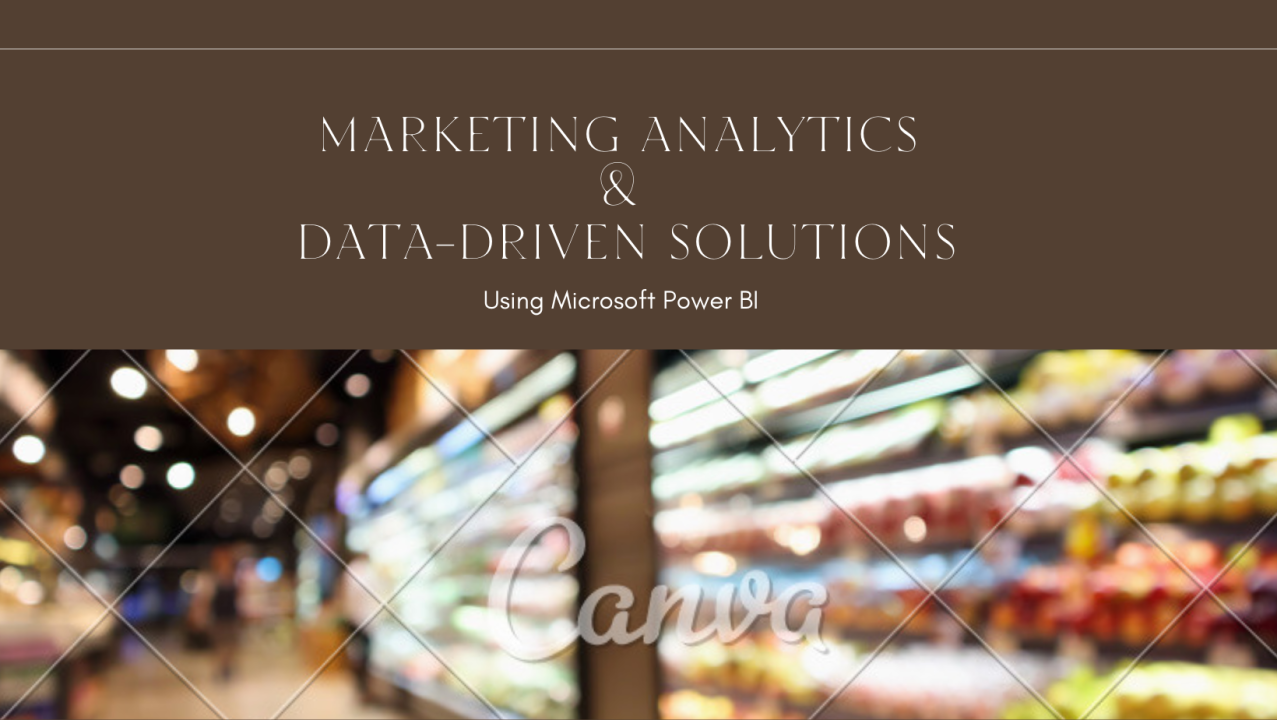 MARKETING ANALYTICS
&
DATA-DRIVEN SOLUTIONS
Using Microsoft Power BI
Canva